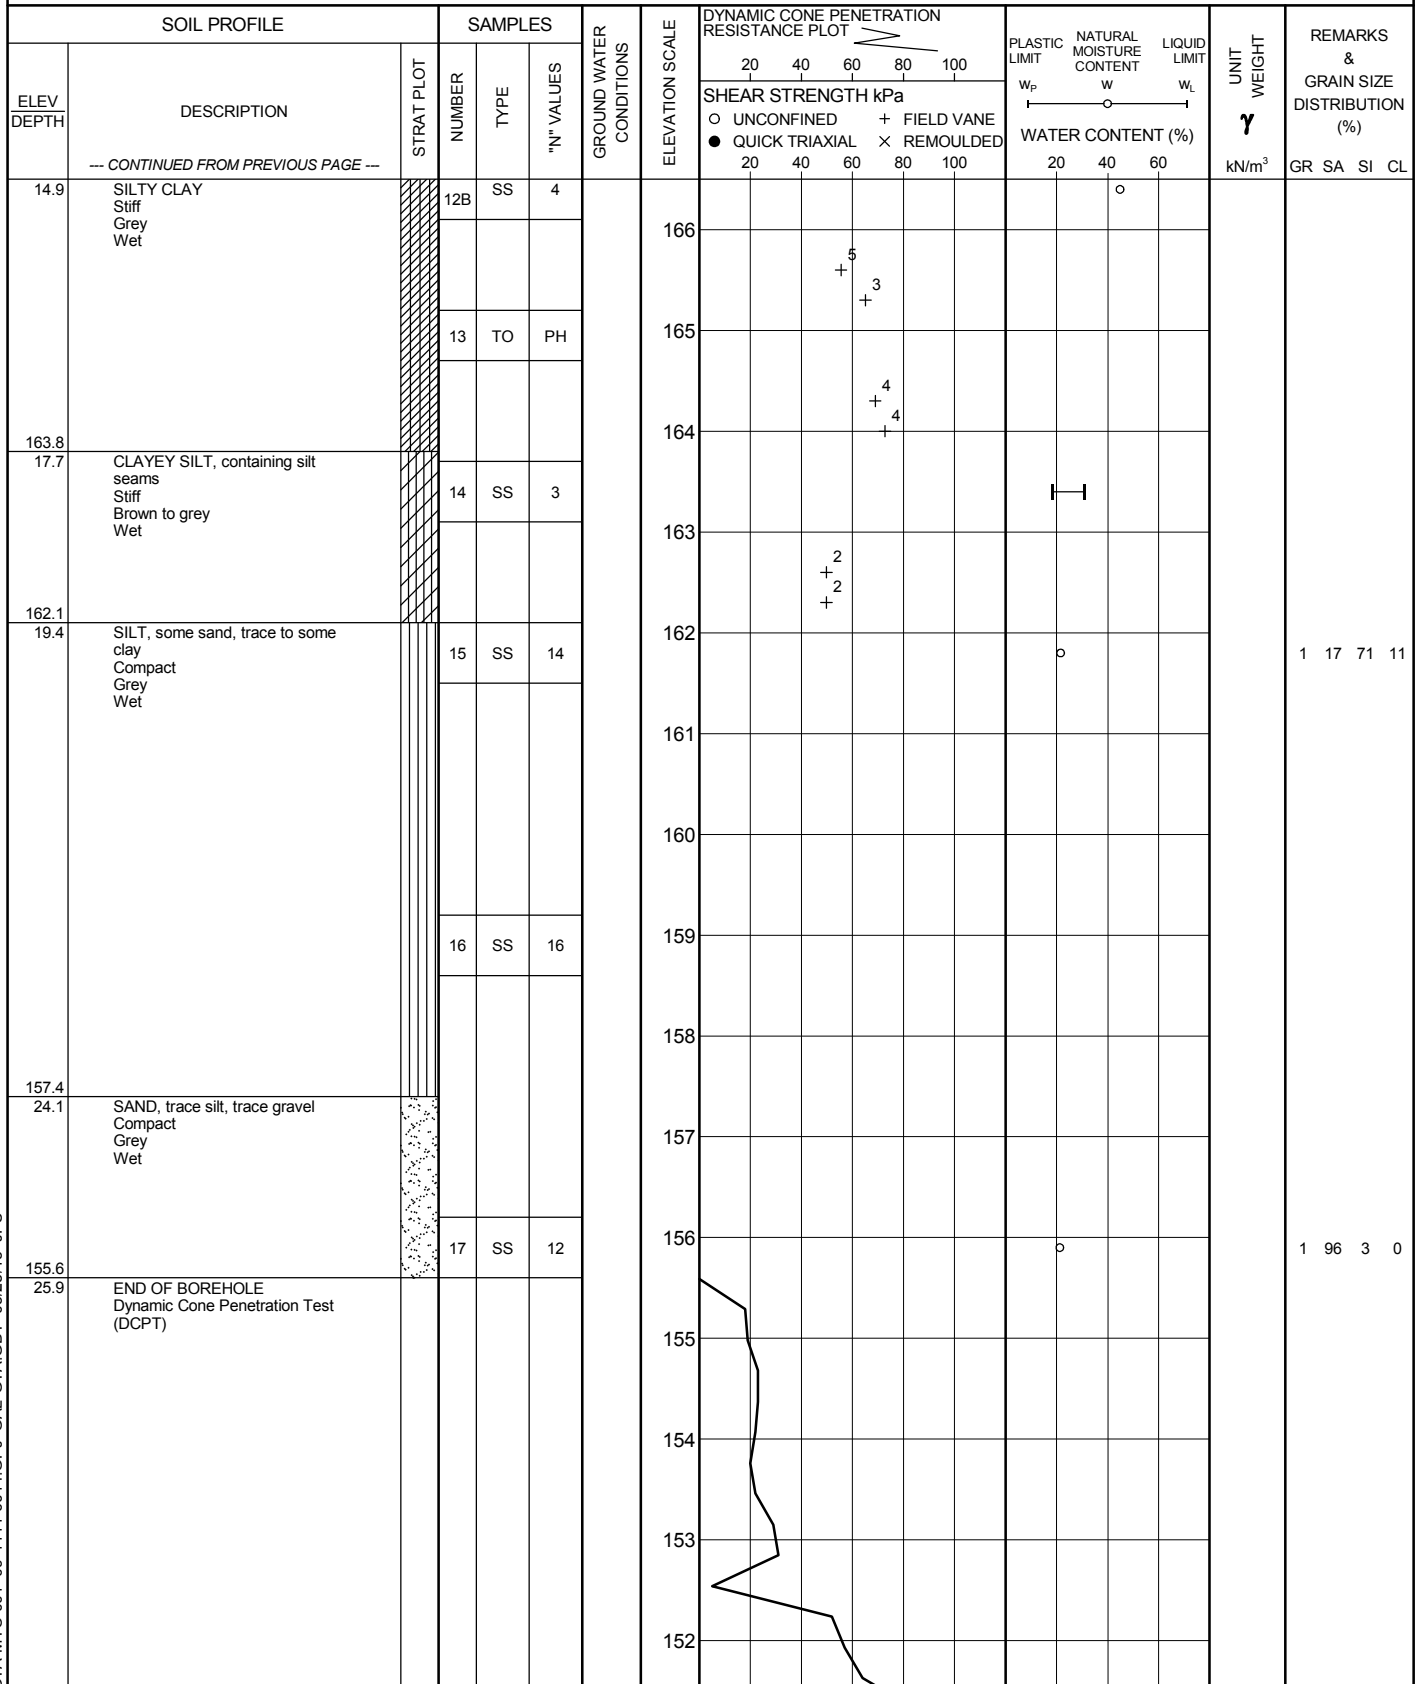 SOIL PROFILE
SAMPLES
GROUND WATER CONDITIONS
ELEVATION SCALE
DYNAMIC CONE PENETRATION
RESISTANCE PLOT
20 40 60 80 100
SHEAR STRENGTH kPa
○ UNCONFINED + FIELD VANE
● QUICK TRIAXIAL × REMOULDED
20 40 60 80 100
PLASTIC LIMIT
NATURAL MOISTURE CONTENT
LIQUID LIMIT
WP W WL
WATER CONTENT (%)
20 40 60
UNIT WEIGHT
γ
kN/m³
REMARKS
&
GRAIN SIZE
DISTRIBUTION
(%)
GR SA SI CL
ELEV
DEPTH
DESCRIPTION
--- CONTINUED FROM PREVIOUS PAGE ---
STRAT PLOT
NUMBER
TYPE
"N" VALUES
14.9 SILTY CLAY
Stiff
Grey
Wet
12B SS 4
166
5
3
165
13 TO PH
4
4
164
163.8
17.7 CLAYEY SILT, containing silt
seams
Stiff
Brown to grey
Wet
14 SS 3
163
2
2
162.1
162
19.4 SILT, some sand, trace to some
clay
Compact
Grey
Wet
15 SS 14 1 17 71 11
161
160
159
16 SS 16
158
157.4
24.1 SAND, trace silt, trace gravel
Compact
Grey
Wet
157
156
17 SS 12 1 96 3 0
155.6
25.9 END OF BOREHOLE
Dynamic Cone Penetration Test
(DCPT)
155
154
153
152